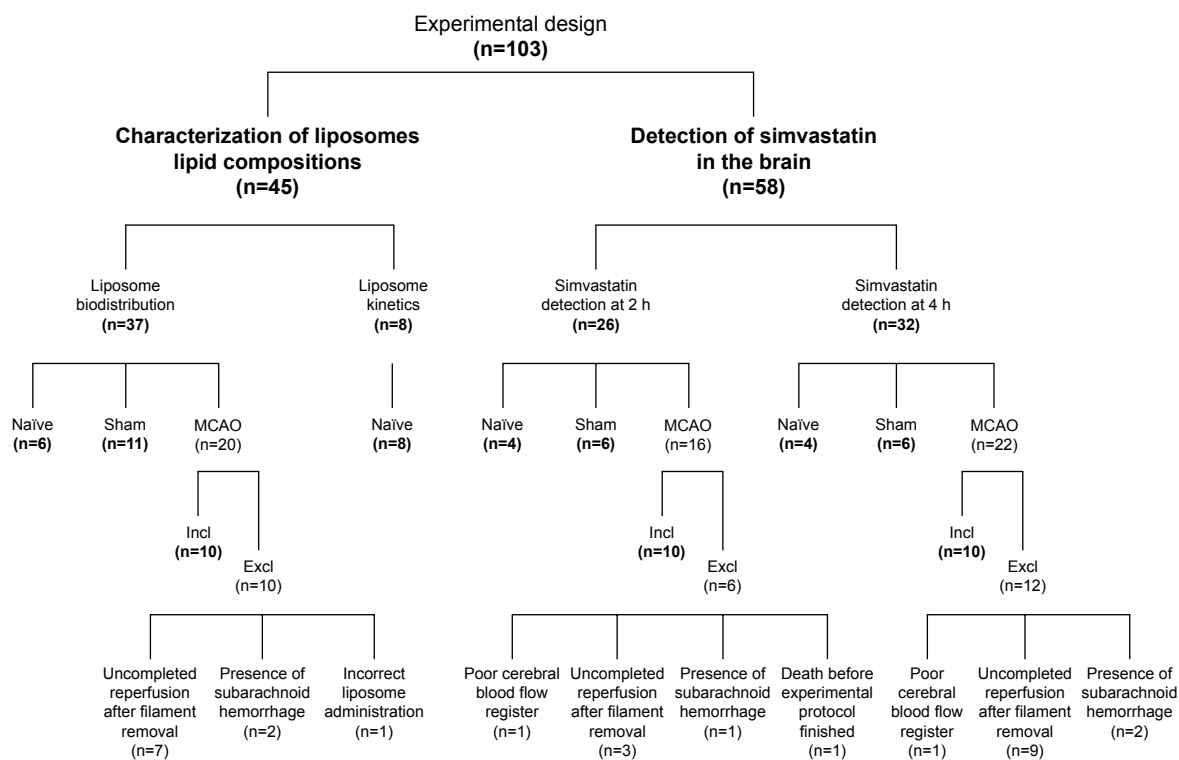 Experimental design
(n=103)
Characterization of liposomes
lipid compositions
(n=45)
Detection of simvastatin
in the brain
(n=58)
Liposome
biodistribution
(n=37)
Liposome
kinetics
(n=8)
Simvastatin
detection at 2 h
(n=26)
Simvastatin
detection at 4 h
(n=32)
Naïve
(n=6)
Sham
(n=11)
MCAO
(n=20)
Naïve
(n=8)
Naïve
(n=4)
Sham
(n=6)
MCAO
(n=16)
Naïve
(n=4)
Sham
(n=6)
MCAO
(n=22)
Incl
(n=10)
Excl
(n=10)
Incl
(n=10)
Excl
(n=6)
Incl
(n=10)
Excl
(n=12)
Uncompleted
reperfusion
after filament
removal
(n=7)
Presence of
subarachnoid
hemorrhage
(n=2)
Incorrect
liposome
administration
(n=1)
Poor cerebral
blood flow
register
(n=1)
Uncompleted
reperfusion
after filament
removal
(n=3)
Presence of
subarachnoid
hemorrhage
(n=1)
Death before
experimental
protocol
finished
(n=1)
Poor
cerebral
blood flow
register
(n=1)
Uncompleted
reperfusion
after filament
removal
(n=9)
Presence of
subarachnoid
hemorrhage
(n=2)